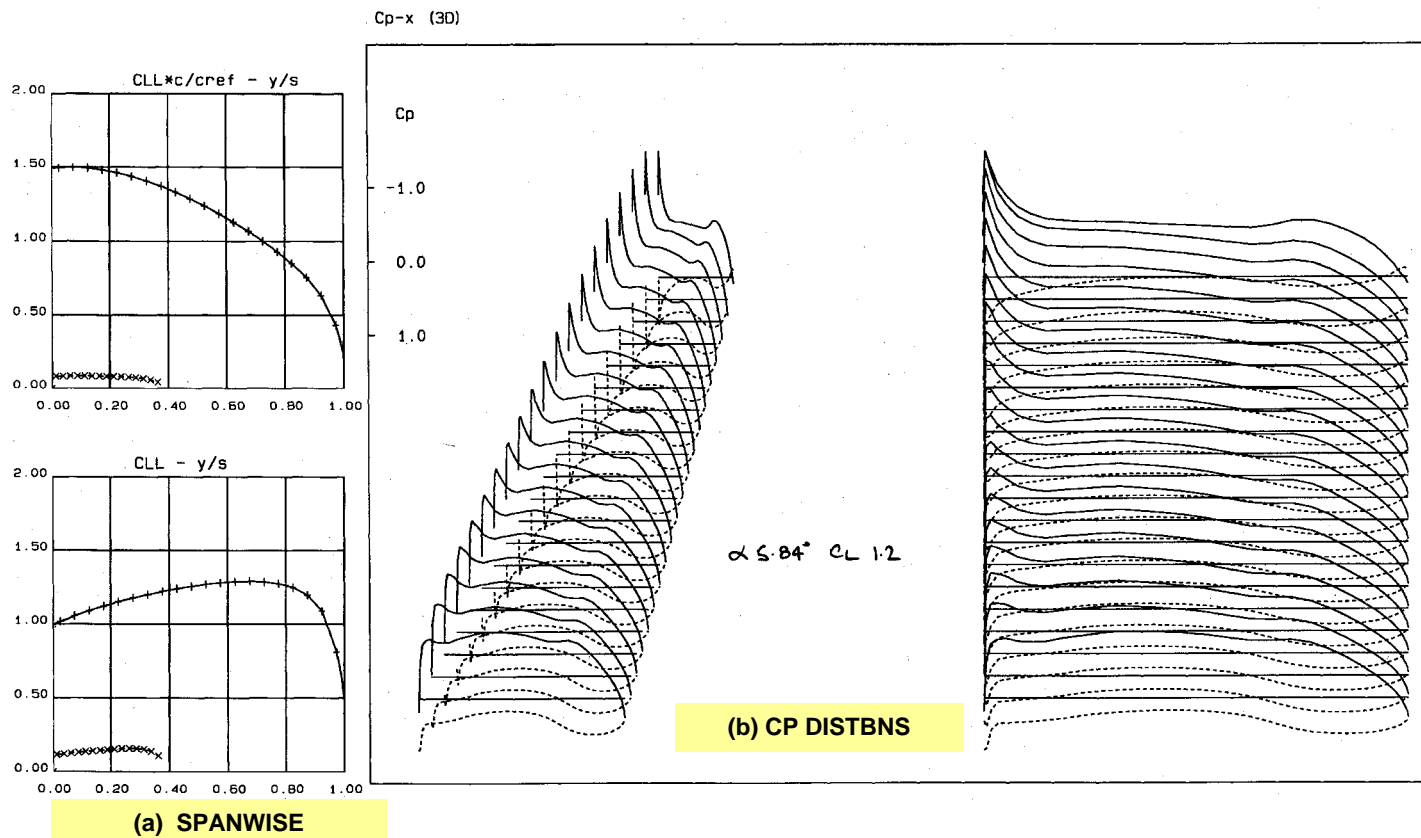 Cp-x (3D)
CLL*c/cref - y/s
2.00
1.50
1.00
0.50
0.00
0.00 0.20 0.40 0.60 0.80 1.00
CLL - y/s
2.00
1.50
1.00
0.50
0.00
0.00 0.20 0.40 0.60 0.80 1.00
(a) SPANWISE
Cp
-1.0
0.0
1.0
α 5.84° CL 1.2
(b) CP DISTBNS